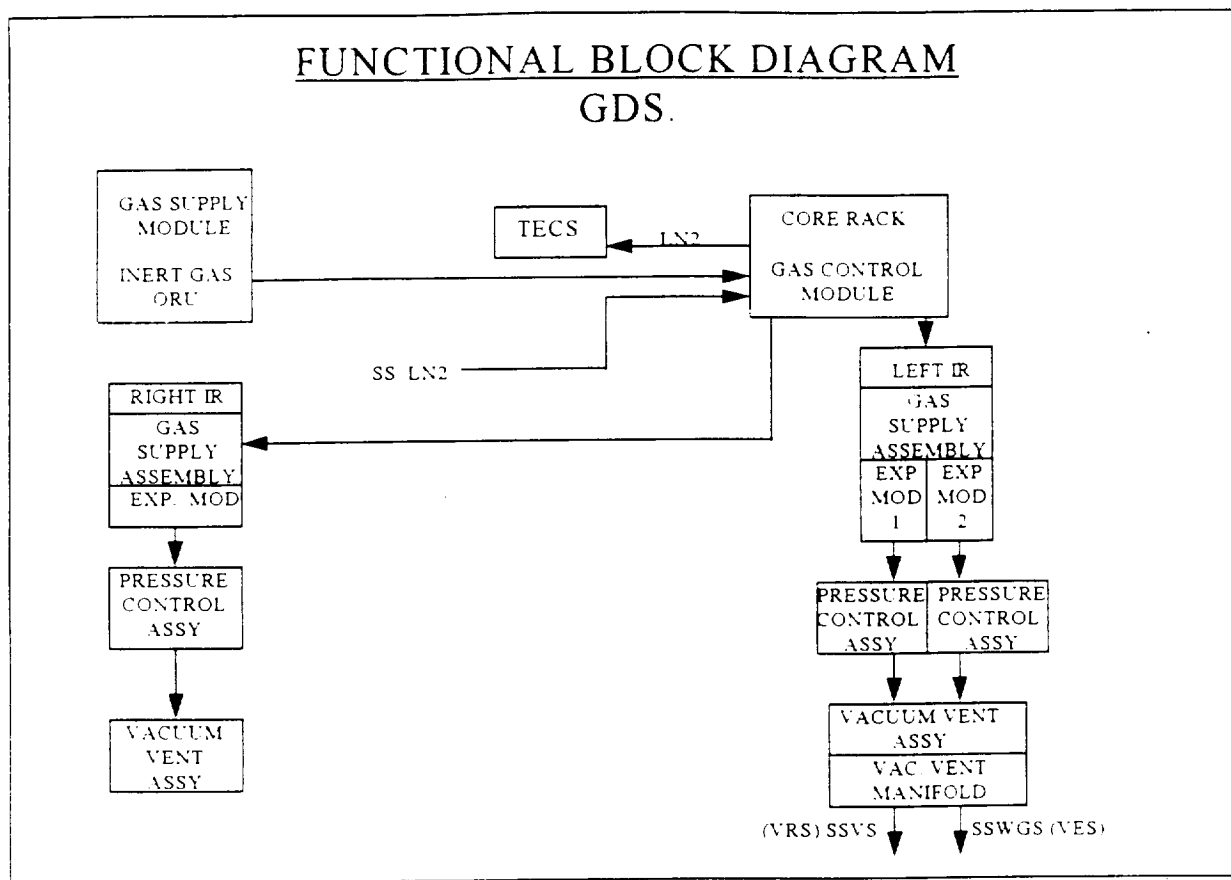 FUNCTIONAL BLOCK DIAGRAM
GDS.
GAS SUPPLY
MODULE
INERT GAS
ORU
TECS
LN2
CORE RACK
GAS CONTROL
MODULE
SS LN2
RIGHT IR
GAS
SUPPLY
ASSEMBLY
EXP. MOD
PRESSURE
CONTROL
ASSY
VACUUM
VENT
ASSY
LEFT IR
GAS
SUPPLY
ASSEMBLY
EXP
MOD
1
EXP
MOD
2
PRESSURE
CONTROL
ASSY
PRESSURE
CONTROL
ASSY
VACUUM VENT
ASSY
VAC. VENT
MANIFOLD
(VRS) SSVS
SSWGS (VES)